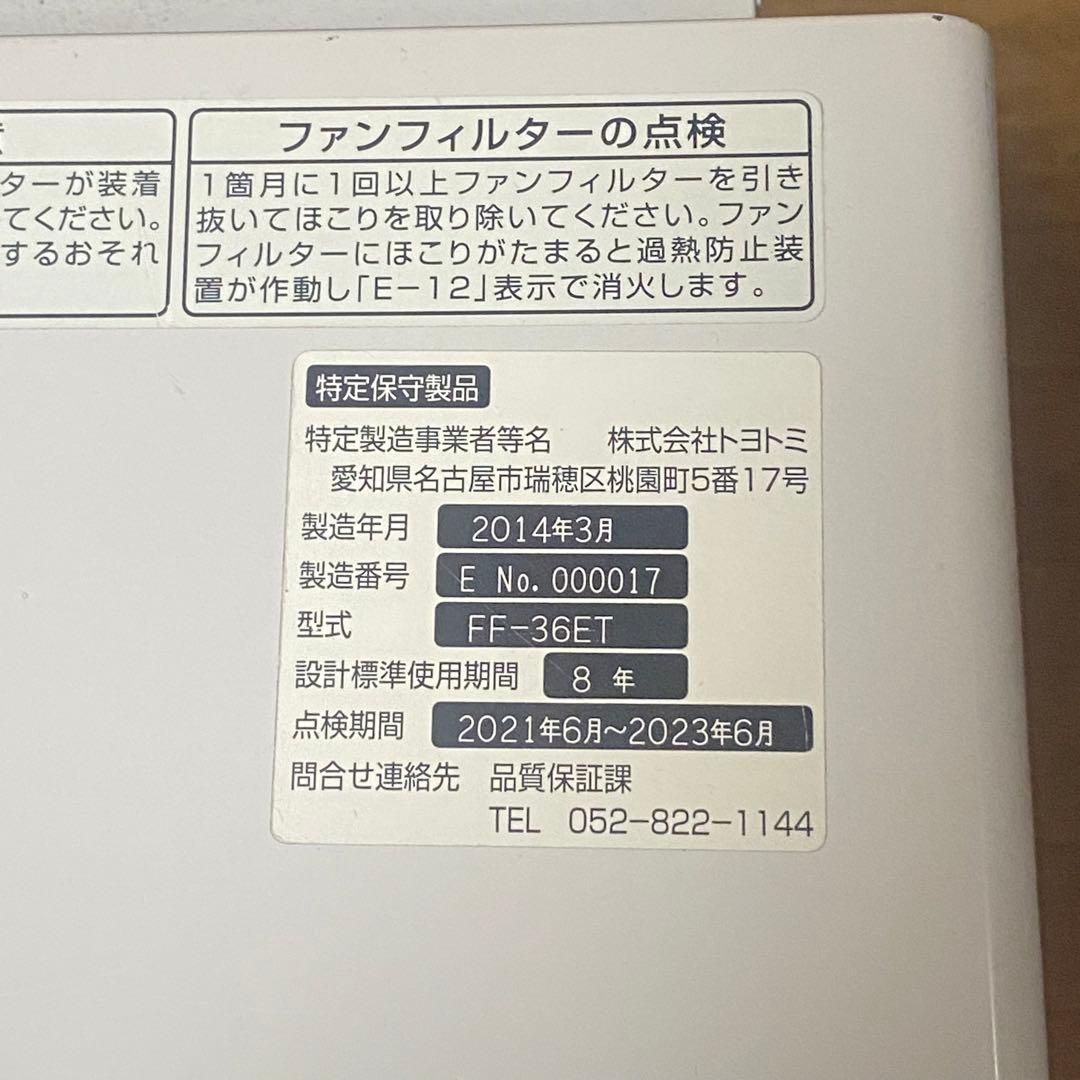 ターが装着
てください。
するおそれ
ファンフィルターの点検
1箇月に1回以上ファンフィルターを引き
抜いてほこりを取り除いてください。ファン
フィルターにほこりがたまると過熱防止装
置が作動し「E-12」表示で消火します。
特定保守製品
特定製造事業者等名 株式会社トヨトミ
愛知県名古屋市瑞穂区桃園町5番17号
製造年月 2014年3月
製造番号 E No.000017
型式 FF-36ET
設計標準使用期間 8年
点検期間 2021年6月~2023年6月
問合せ連絡先 品質保証課
TEL 052-822-1144